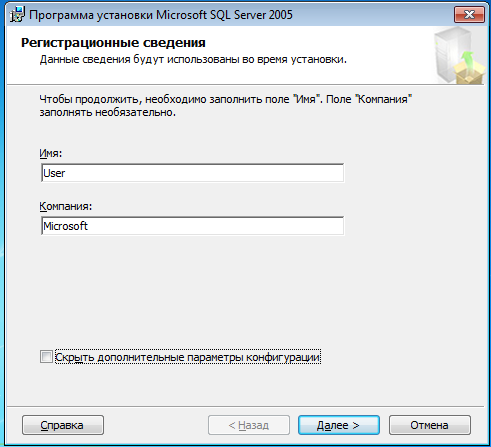 Программа установки Microsoft SQL Server 2005
Регистрационные сведения
Данные сведения будут использованы во время установки.
Чтобы продолжить, необходимо заполнить поле "Имя". Поле "Компания"
заполнять необязательно.
Имя:
User
Компания:
Microsoft
Скрыть дополнительные параметры конфигурации
Справка
< Назад
Далее >
Отмена